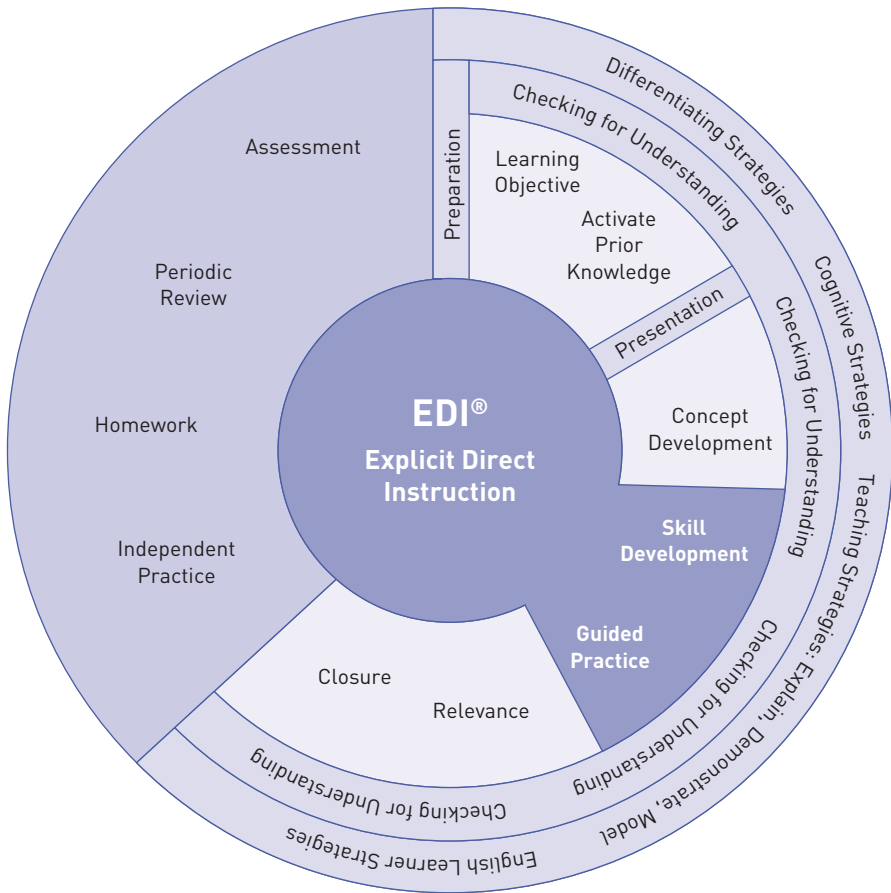 Differentiating Strategies
Cognitive Strategies
Teaching Strategies: Explain, Demonstrate, Model
English Learner Strategies
Checking for Understanding
Checking for Understanding
Checking for Understanding
Checking for Understanding
Preparation
Learning
Objective
Activate
Prior
Knowledge
Presentation
Concept
Development
Skill
Development
Guided
Practice
Relevance
Closure
Independent
Practice
Homework
Periodic
Review
Assessment
EDI®
Explicit Direct
Instruction